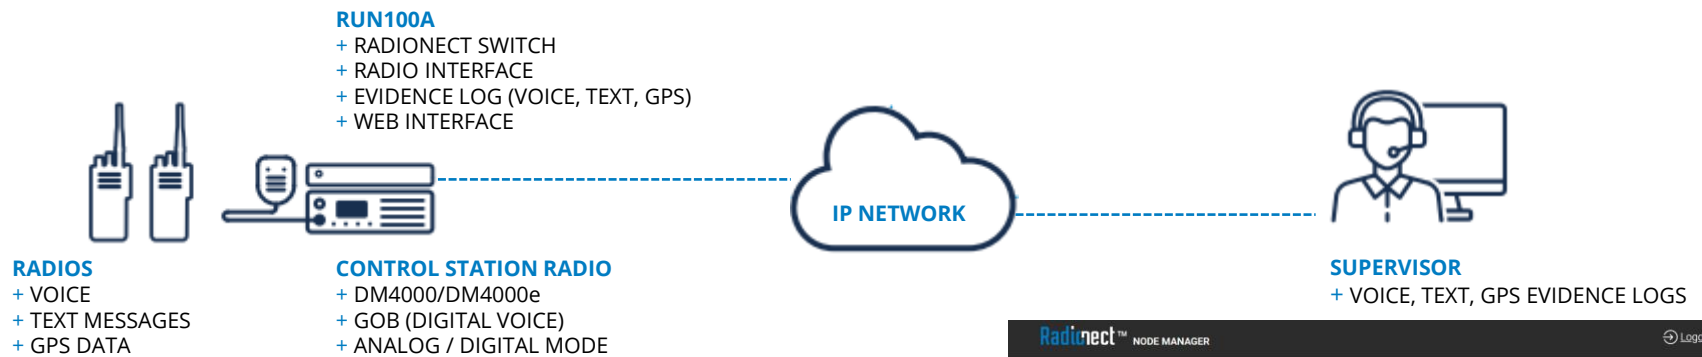 RUN100A
+ RADIONECT SWITCH
+ RADIO INTERFACE
+ EVIDENCE LOG (VOICE, TEXT, GPS)
+ WEB INTERFACE
IP NETWORK
RADIOS
+ VOICE
+ TEXT MESSAGES
+ GPS DATA
CONTROL STATION RADIO
+ DM4000/DM4000e
+ GOB (DIGITAL VOICE)
+ ANALOG / DIGITAL MODE
SUPERVISOR
+ VOICE, TEXT, GPS EVIDENCE LOGS
Radionect™ NODE MANAGER